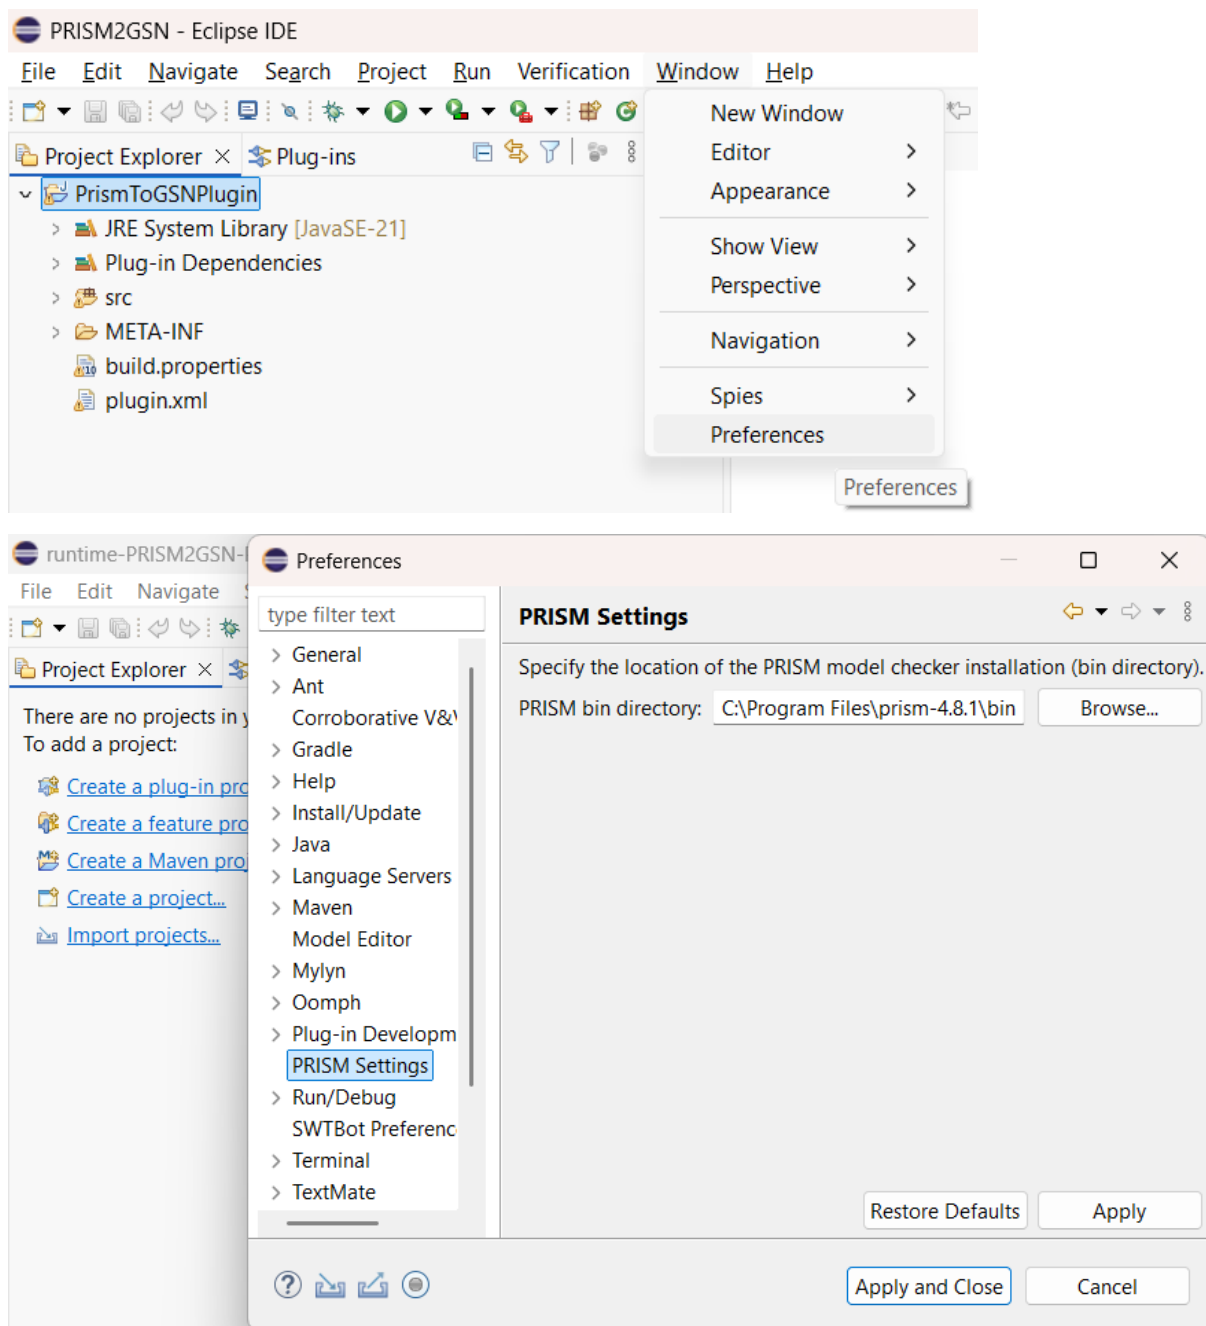 PRISM2GSN - Eclipse IDE
File Edit Navigate Search Project Run Verification Window Help
Project Explorer Plug-ins
PrismToGSNPlugin
JRE System Library [JavaSE-21]
Plug-in Dependencies
src
META-INF
build.properties
plugin.xml
New Window
Editor
Appearance
Show View
Perspective
Navigation
Spies
Preferences
Preferences
runtime-PRISM2GSN-
File Edit Navigate
Project Explorer
There are no projects in
To add a project:
Create a plug-in pro
Create a feature pro
Create a Maven proj
Create a project...
Import projects...
Preferences
type filter text
General
Ant
Corroborative V&V
Gradle
Help
Install/Update
Java
Language Servers
Maven
Model Editor
Mylyn
Oomph
Plug-in Developm
PRISM Settings
Run/Debug
SWTBot Preferenc
Terminal
TextMate
PRISM Settings
Specify the location of the PRISM model checker installation (bin directory).
PRISM bin directory: C:\Program Files\prism-4.8.1\bin Browse...
Restore Defaults Apply
Apply and Close Cancel